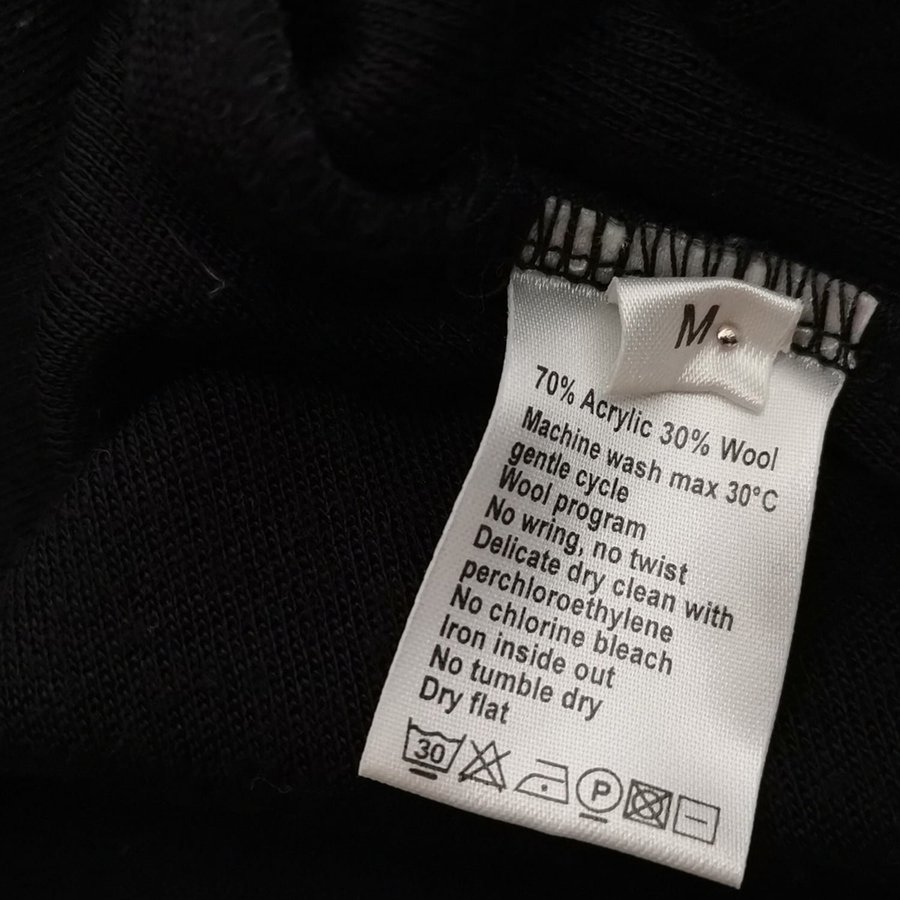 M
70% Acrylic 30% Wool
Machine wash max 30°C
gentle cycle
Wool program
No wring, no twist
Delicate dry clean with
perchloroethylene
No chlorine bleach
Iron inside out
No tumble dry
Dry flat
30 P